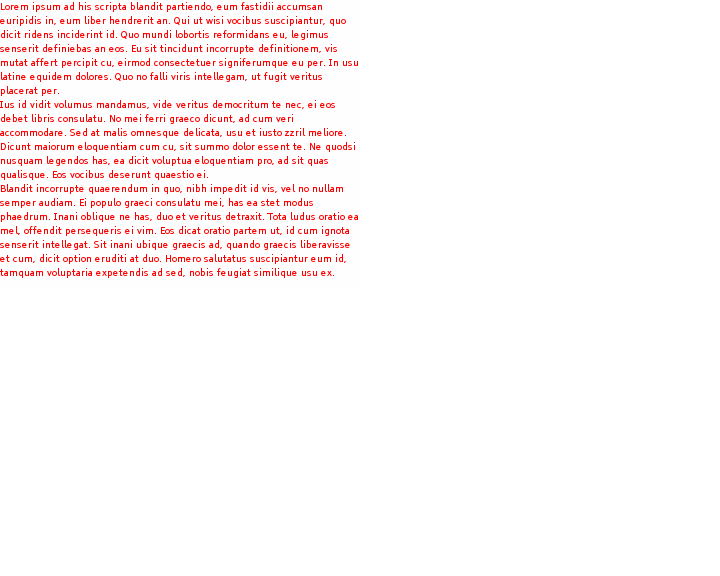 Lorem ipsum ad his scripta blandit partiendo, eum fastidii accumsan
euripidis in, eum liber hendrerit an. Qui ut wisi vocibus suscipiantur, quo
dicit ridens inciderint id. Quo mundi lobortis reformidans eu, legimus
senserit definiebas an eos. Eu sit tincidunt incorrupte definitionem, vis
mutat affert percipit cu, eirmod consectetuer signiferumque eu per. In usu
latine equidem dolores. Quo no falli viris intellegam, ut fugit veritus
placerat per.
Ius id vidit volumus mandamus, vide veritus democritum te nec, ei eos
debet libris consulatu. No mei ferri graeco dicunt, ad cum veri
accommodare. Sed at malis omnesque delicata, usu et iusto zzril meliore.
Dicunt maiorum eloquentiam cum cu, sit summo dolor essent te. Ne quodsi
nusquam legendos has, ea dicit voluptua eloquentiam pro, ad sit quas
qualisque. Eos vocibus deserunt quaestio ei.
Blandit incorrupte quaerendum in quo, nibh impedit id vis, vel no nullam
semper audiam. Ei populo graeci consulatu mei, has ea stet modus
phaedrum. Inani oblique ne has, duo et veritus detraxit. Tota ludus oratio ea
mel, offendit persequeris ei vim. Eos dicat oratio partem ut, id cum ignota
senserit intellegat. Sit inani ubique graecis ad, quando graecis liberavisse
et cum, dicit option eruditi at duo. Homero salutatus suscipiantur eum id,
tamquam voluptaria expetendis ad sed, nobis feugiat similique usu ex.